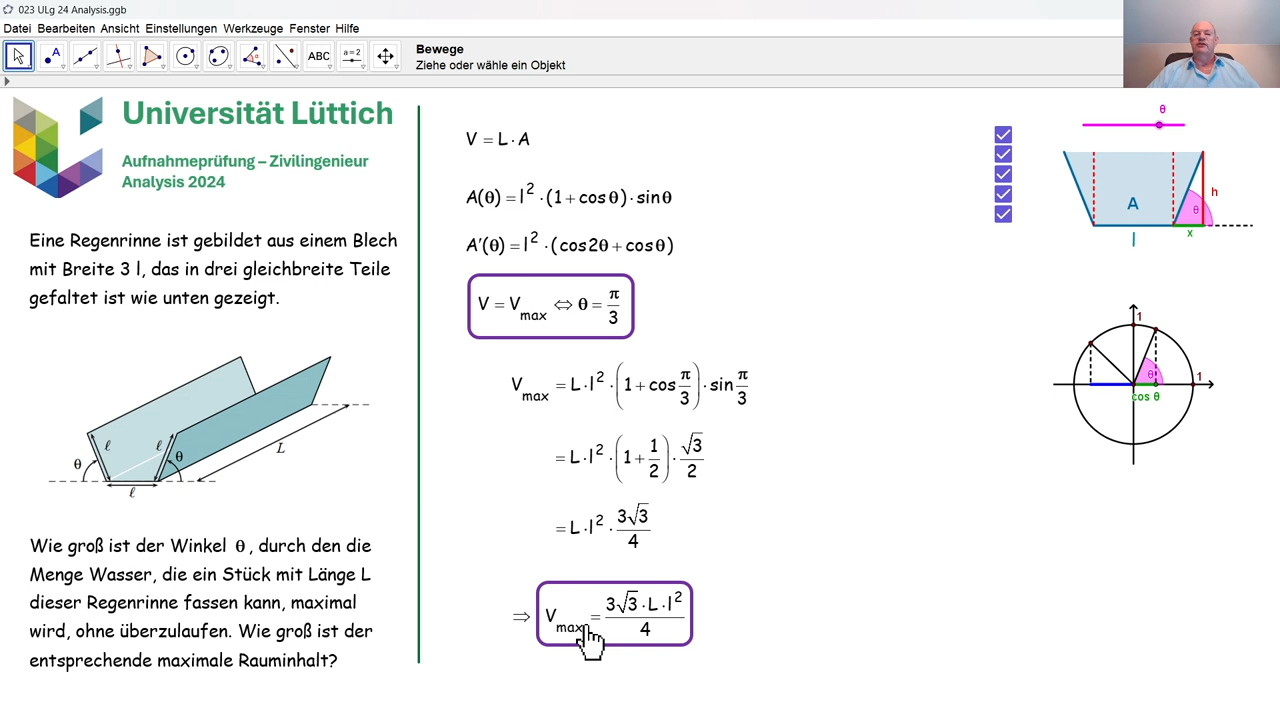 023 ULg 24 Analysis.ggb
Datei Bearbeiten Ansicht Einstellungen Werkzeuge Fenster Hilfe
A
ABC
a=2
Bewege
Ziehe oder wähle ein Objekt
Universität Lüttich
Aufnahmeprüfung – Zivilingenieur
Analysis 2024
Eine Regenrinne ist gebildet aus einem Blech
mit Breite 3 l, das in drei gleichbreite Teile
gefaltet ist wie unten gezeigt.
ℓ ℓ
θ θ
L
ℓ
Wie groß ist der Winkel θ, durch den die
Menge Wasser, die ein Stück mit Länge L
dieser Regenrinne fassen kann, maximal
wird, ohne überzulaufen. Wie groß ist der
entsprechende maximale Rauminhalt?
V = L · A
A(θ) = l² · (1 + cos θ) · sin θ
A′(θ) = l² · (cos 2θ + cos θ)
V = V_max ⇔ θ = π/3
V_max = L · l² · (1 + cos π/3) · sin π/3
= L · l² · (1 + 1/2) · √3/2
= L · l² · 3√3/4
⇒ V_max = 3√3 · L · l²/4
θ
A
θ
h
l
x
1
θ
1
cos θ